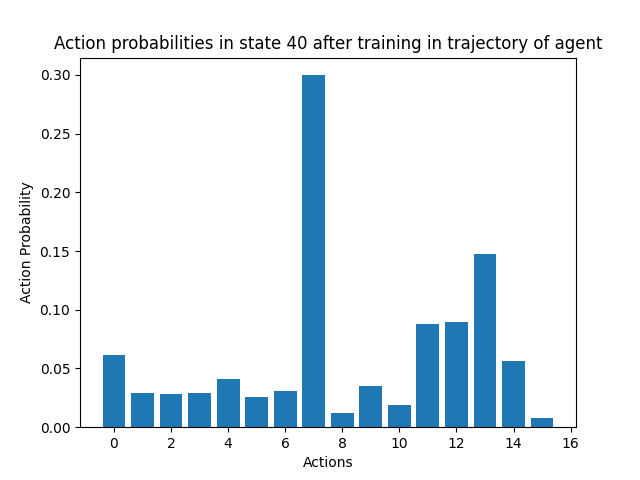 Action probabilities in state 40 after training in trajectory of agent
0.30
0.25
0.20
0.15
0.10
0.05
0.00
Action Probability
0 2 4 6 8 10 12 14 16
Actions